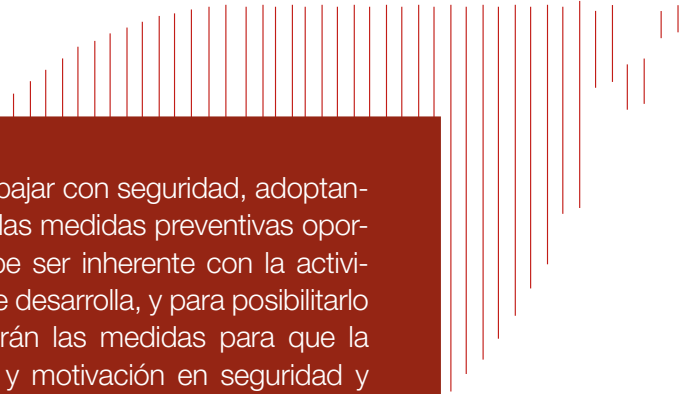 bajar con seguridad, adoptan-
las medidas preventivas opor-
be ser inherente con la activi-
e desarrolla, y para posibilitarlo
rán las medidas para que la
y motivación en seguridad y